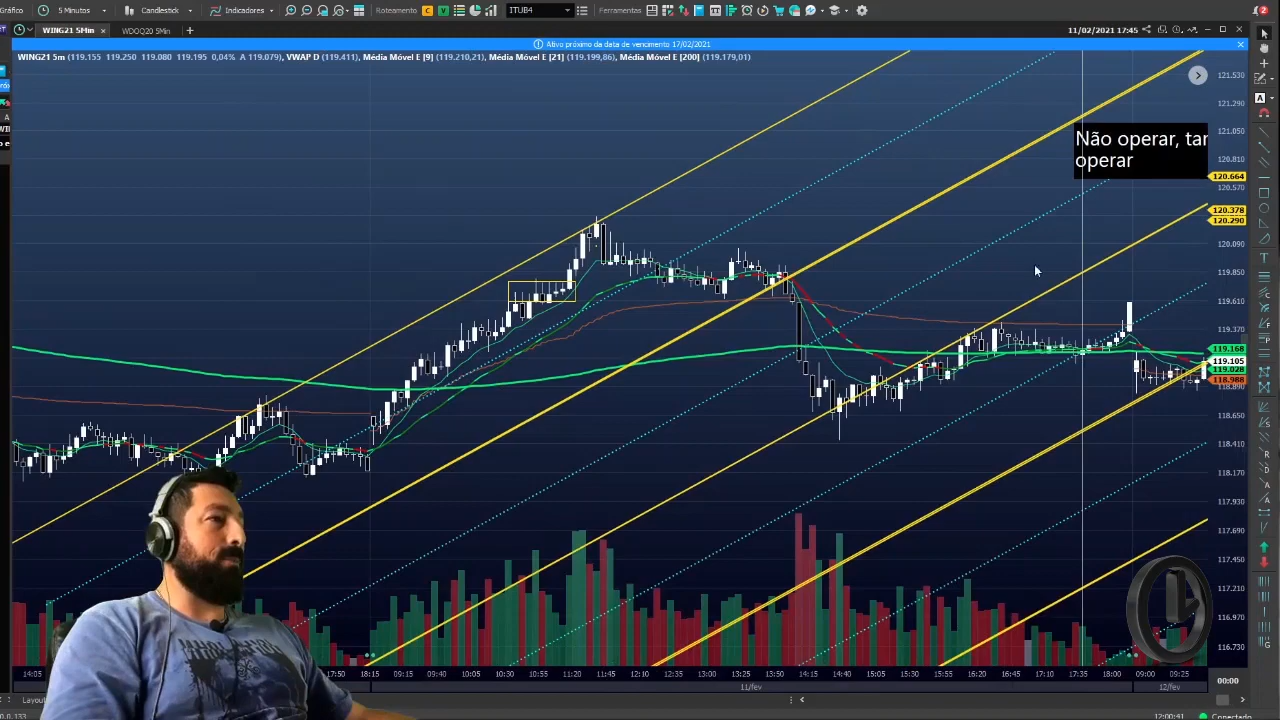 Gráfico 5 Minutos Candlestick Indicadores Roteamento C V ITUB4 Ferramentas
WING21 5Min WDOQ20 5Min 11/02/2021 17:45
Ativo próximo da data de vencimento 17/02/2021
WING21 5m (119.155 119.250 119.080 119.195 0,04% A 119.079), VWAP D (119.411), Média Móvel E [9] (119.210,21), Média Móvel E [21] (119.199,86), Média Móvel E [200] (119.179,01)
121.530
121.290
121.050
Não operar, tar
operar
120.810
120.664
120.570
120.378
120.290
120.090
119.850
119.610
119.370
119.168
119.105
119.028
118.988
118.890
118.650
118.410
118.170
117.930
117.690
117.450
117.210
116.970
116.730
14:05 17:50 18:15 09:15 09:40 10:05 10:30 10:55 11:20 11:45 12:10 12:35 13:00 13:25 13:50 14:15 14:40 15:05 15:30 15:55 16:20 16:45 17:10 17:35 18:00 09:00 09:25 00:00
11/fev 12/fev
Layou
0.133 12:00:41 Conectado